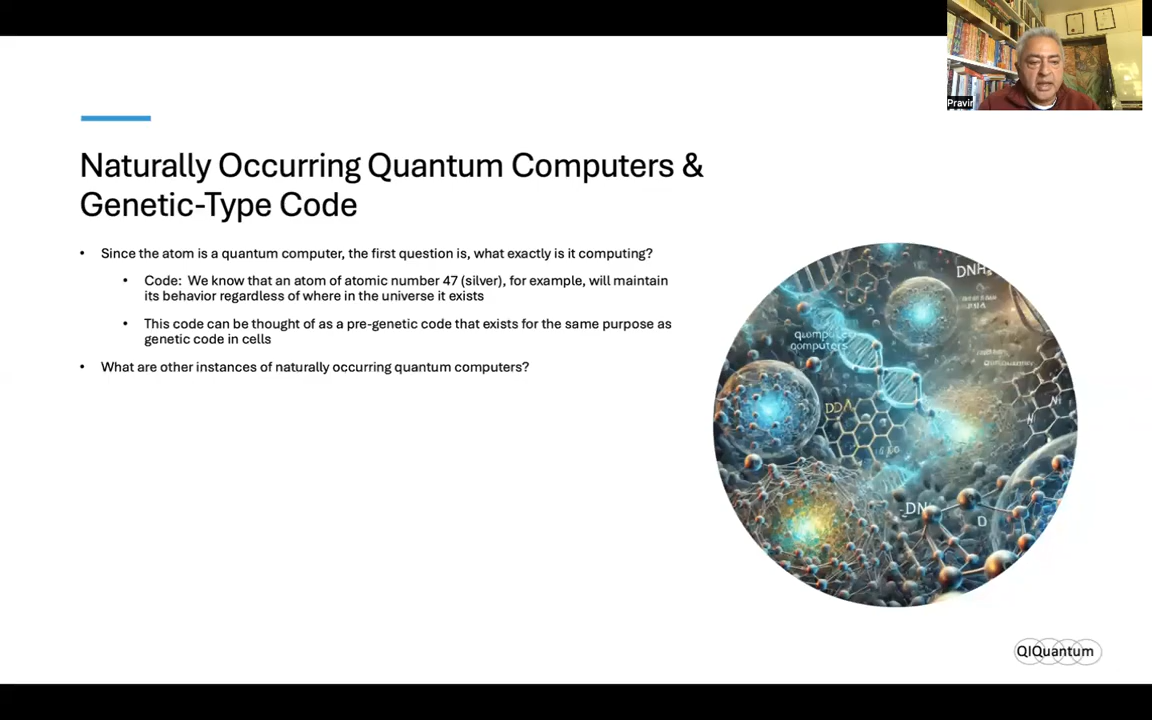 Pravir
Naturally Occurring Quantum Computers &
Genetic-Type Code
• Since the atom is a quantum computer, the first question is, what exactly is it computing?
• Code: We know that an atom of atomic number 47 (silver), for example, will maintain
its behavior regardless of where in the universe it exists
• This code can be thought of as a pre-genetic code that exists for the same purpose as
genetic code in cells
• What are other instances of naturally occurring quantum computers?
DDA
-DN
D
QIQuantum